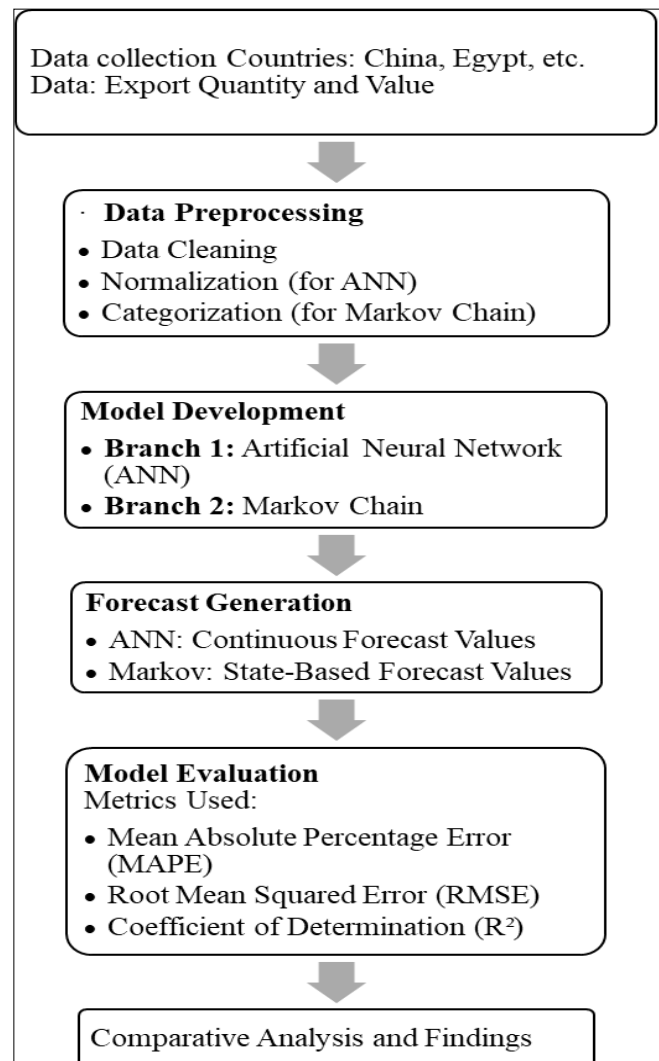 Data collection Countries: China, Egypt, etc.
Data: Export Quantity and Value
· Data Preprocessing
• Data Cleaning
• Normalization (for ANN)
• Categorization (for Markov Chain)
Model Development
• Branch 1: Artificial Neural Network
(ANN)
• Branch 2: Markov Chain
Forecast Generation
• ANN: Continuous Forecast Values
• Markov: State-Based Forecast Values
Model Evaluation
Metrics Used:
• Mean Absolute Percentage Error
(MAPE)
• Root Mean Squared Error (RMSE)
• Coefficient of Determination (R²)
Comparative Analysis and Findings